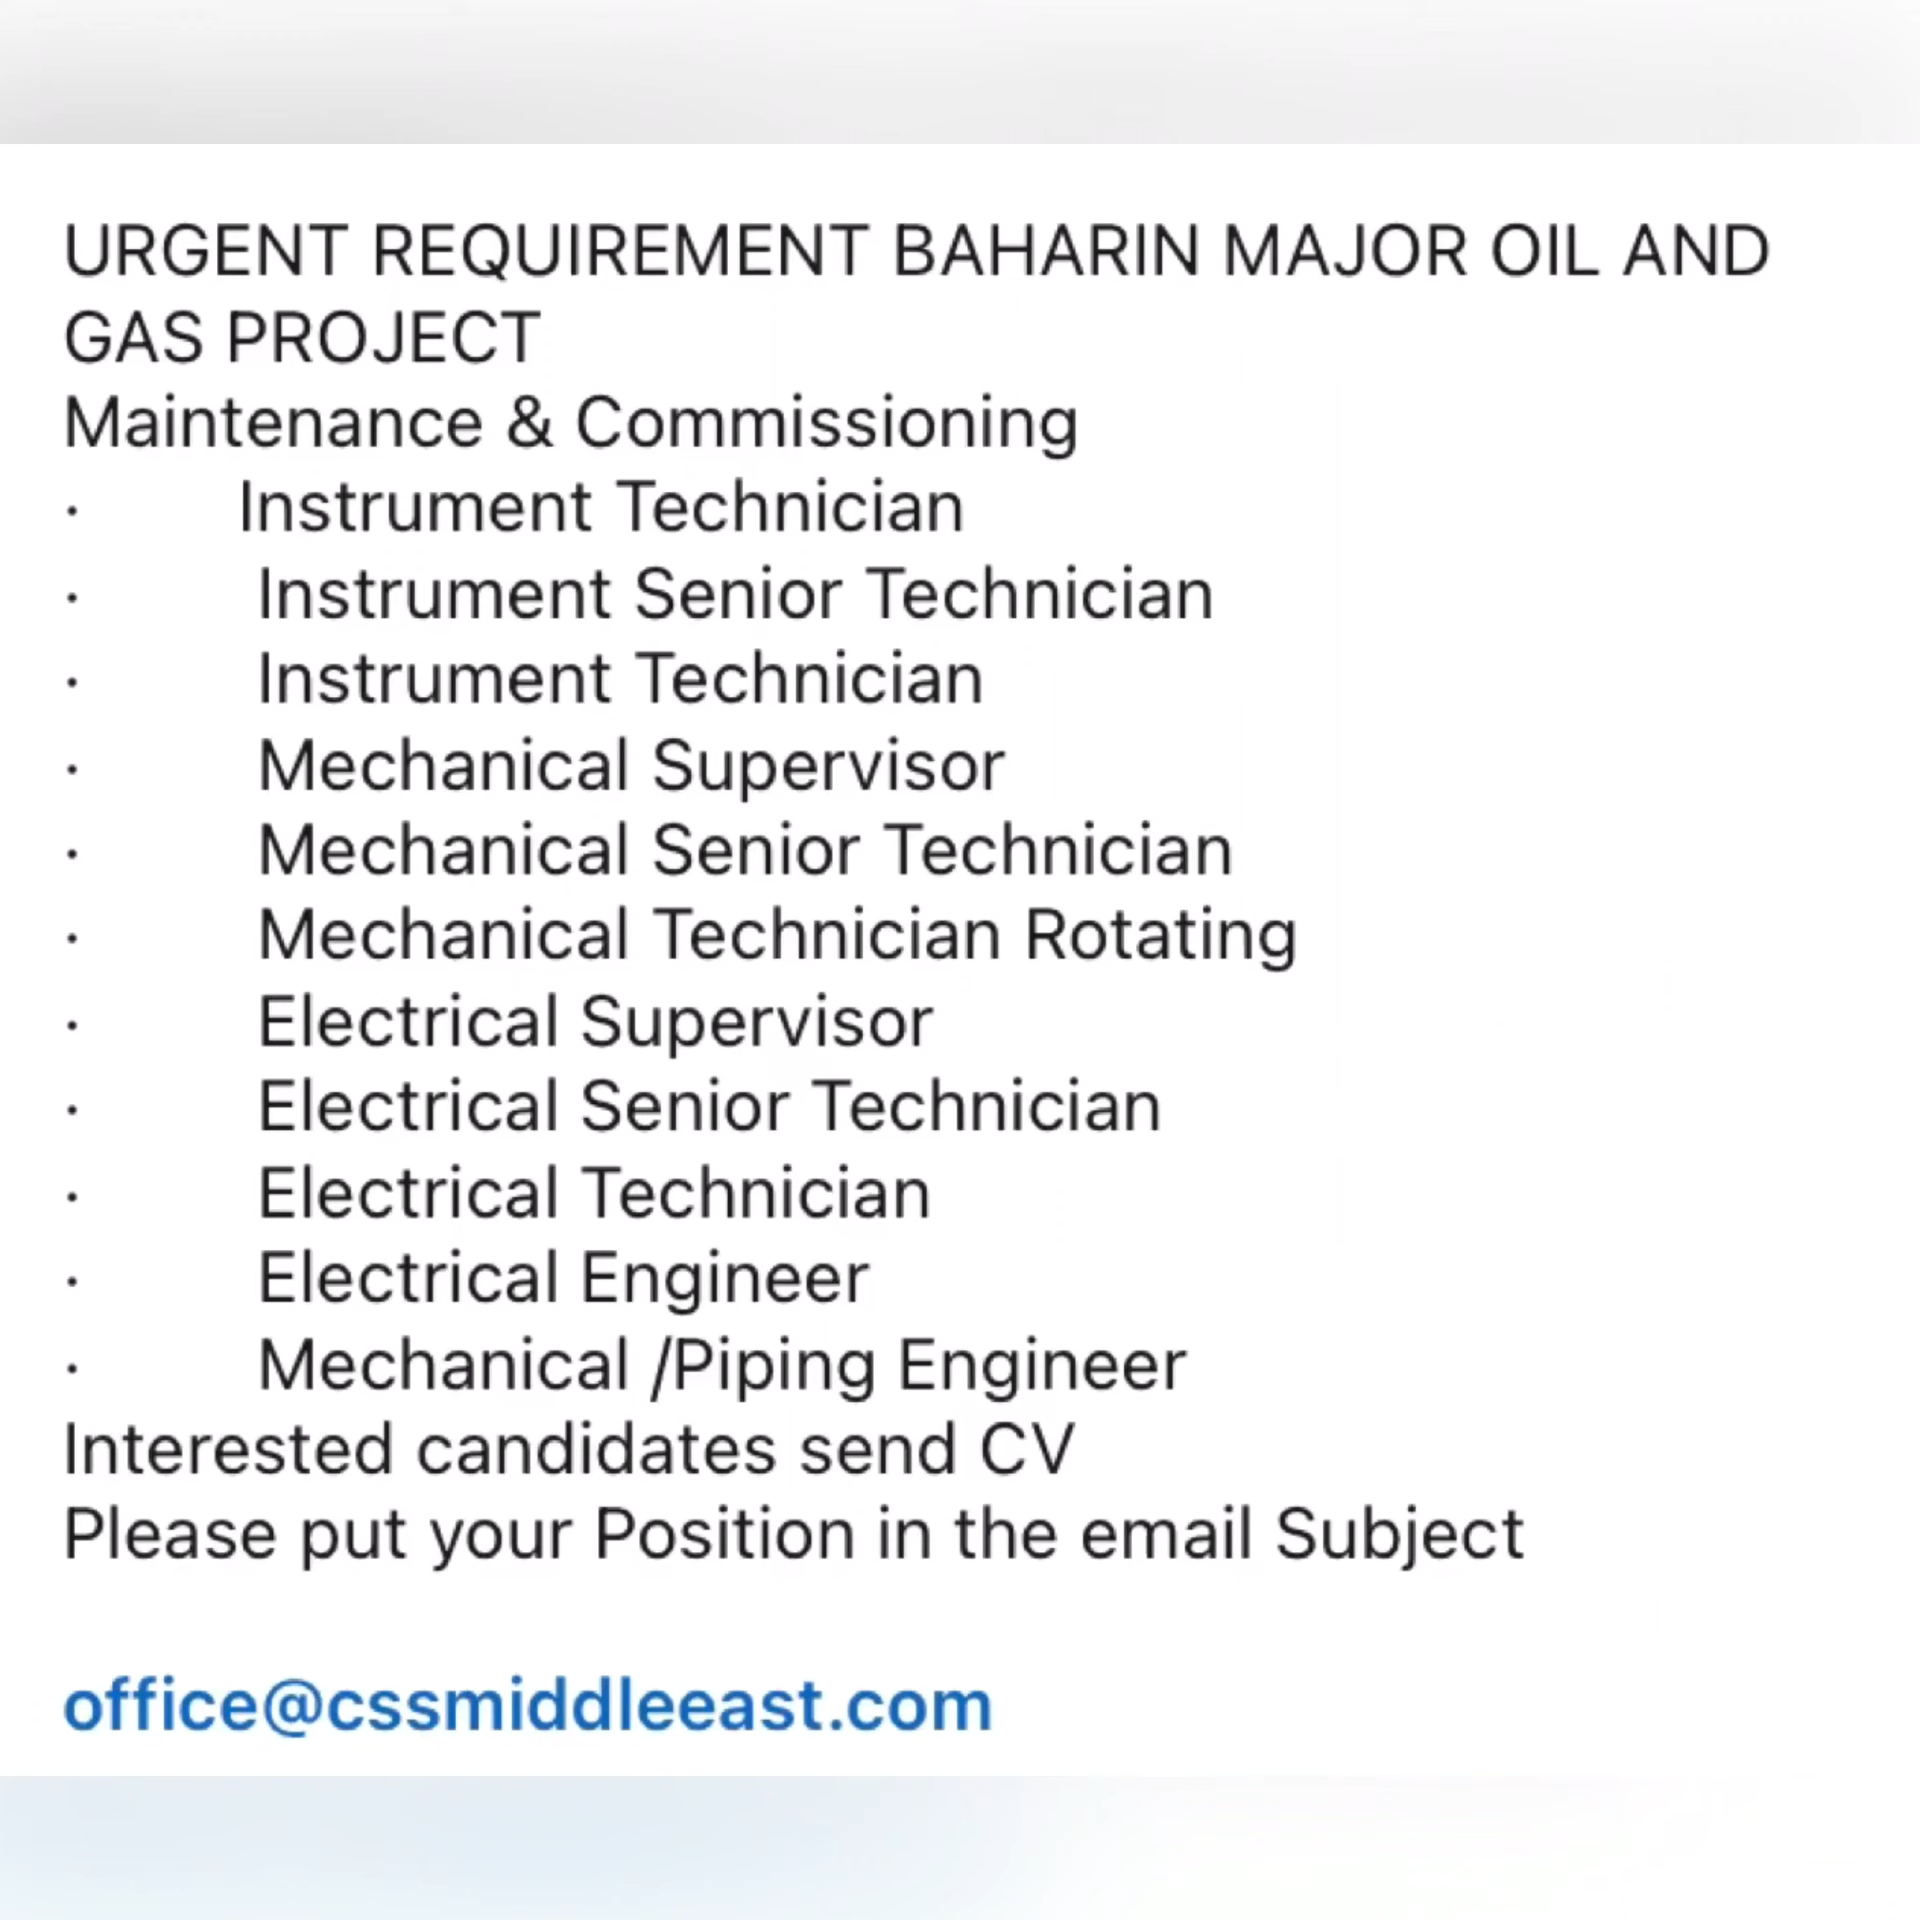 URGENT REQUIREMENT BAHARIN MAJOR OIL AND
GAS PROJECT
Maintenance & Commissioning
· Instrument Technician
· Instrument Senior Technician
· Instrument Technician
· Mechanical Supervisor
· Mechanical Senior Technician
· Mechanical Technician Rotating
· Electrical Supervisor
· Electrical Senior Technician
· Electrical Technician
· Electrical Engineer
· Mechanical /Piping Engineer
Interested candidates send CV
Please put your Position in the email Subject
office@cssmiddleeast.com